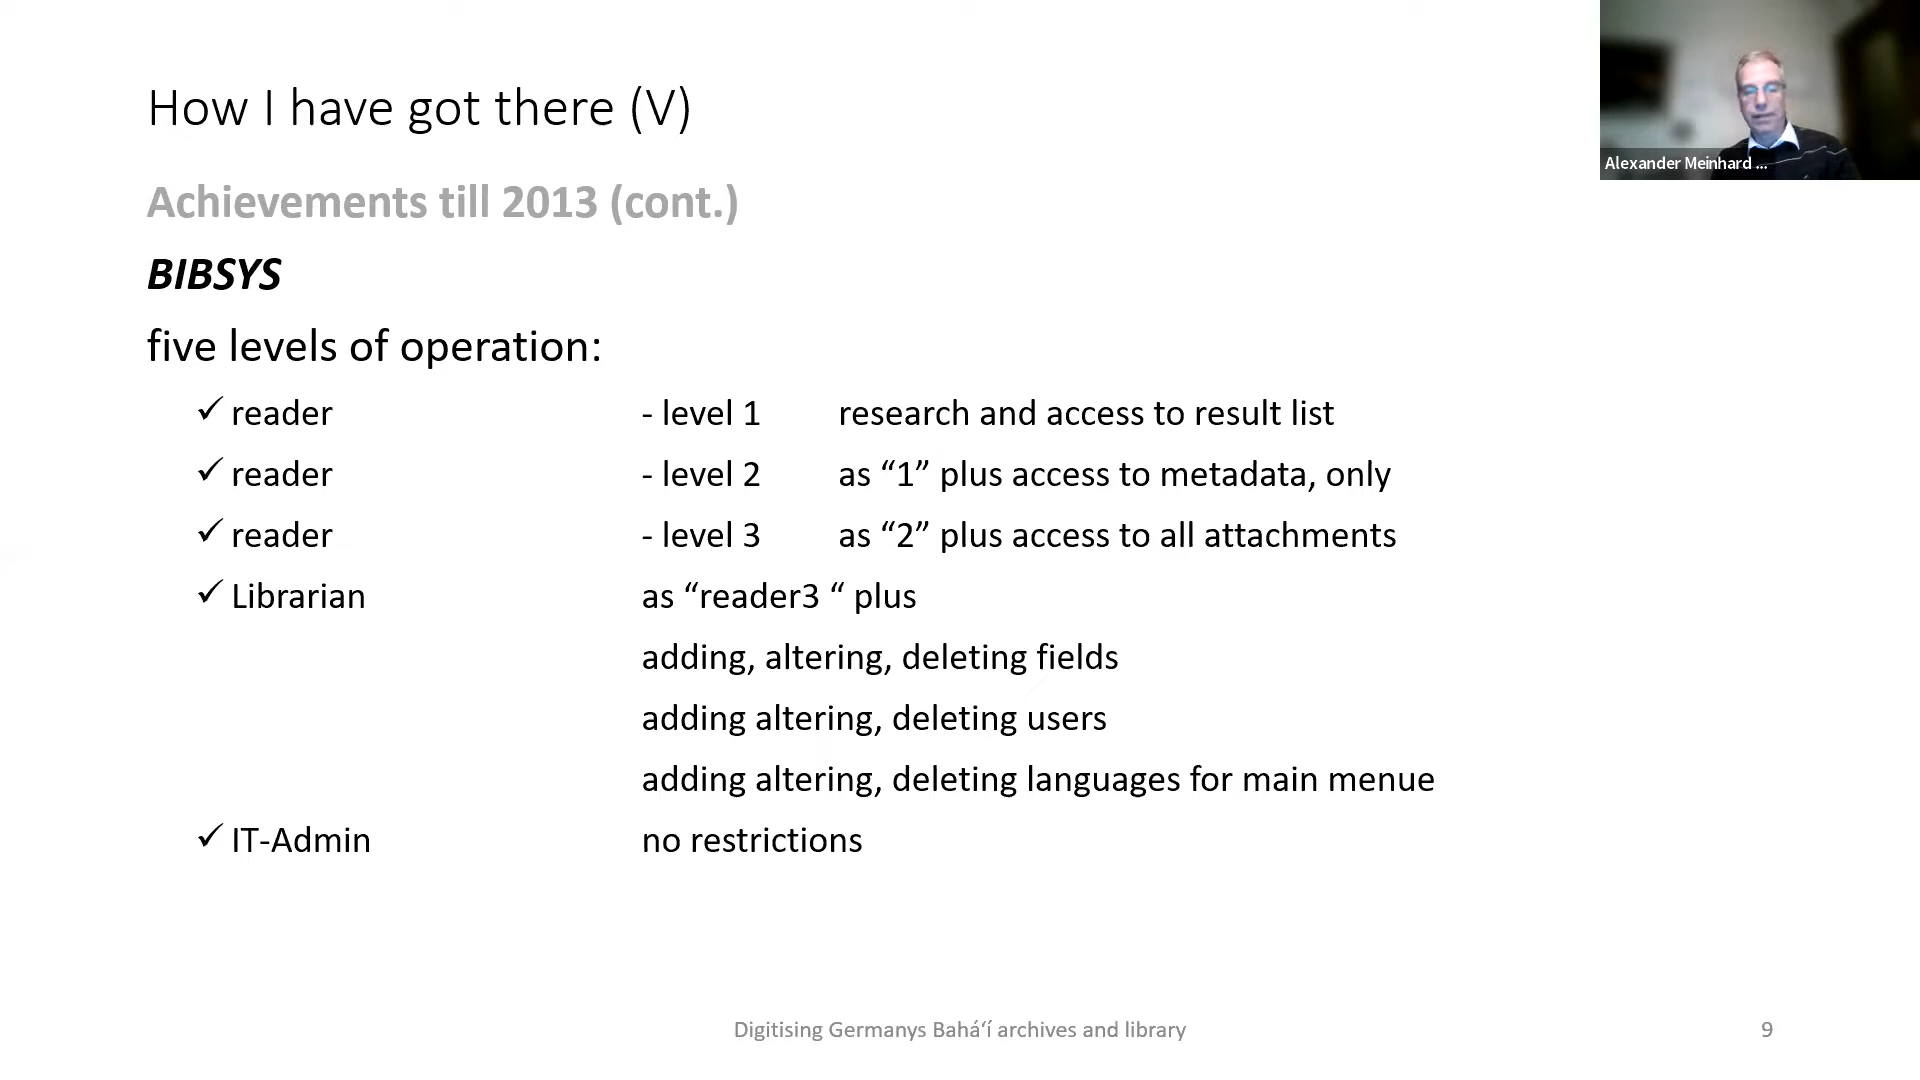 How I have got there (V)
Alexander Meinhard ...
Achievements till 2013 (cont.)
BIBSYS
five levels of operation:
✓ reader - level 1 research and access to result list
✓ reader - level 2 as “1” plus access to metadata, only
✓ reader - level 3 as “2” plus access to all attachments
✓ Librarian as “reader3 “ plus
adding, altering, deleting fields
adding altering, deleting users
adding altering, deleting languages for main menue
✓ IT-Admin no restrictions
Digitising Germanys Bahá‘í archives and library 9